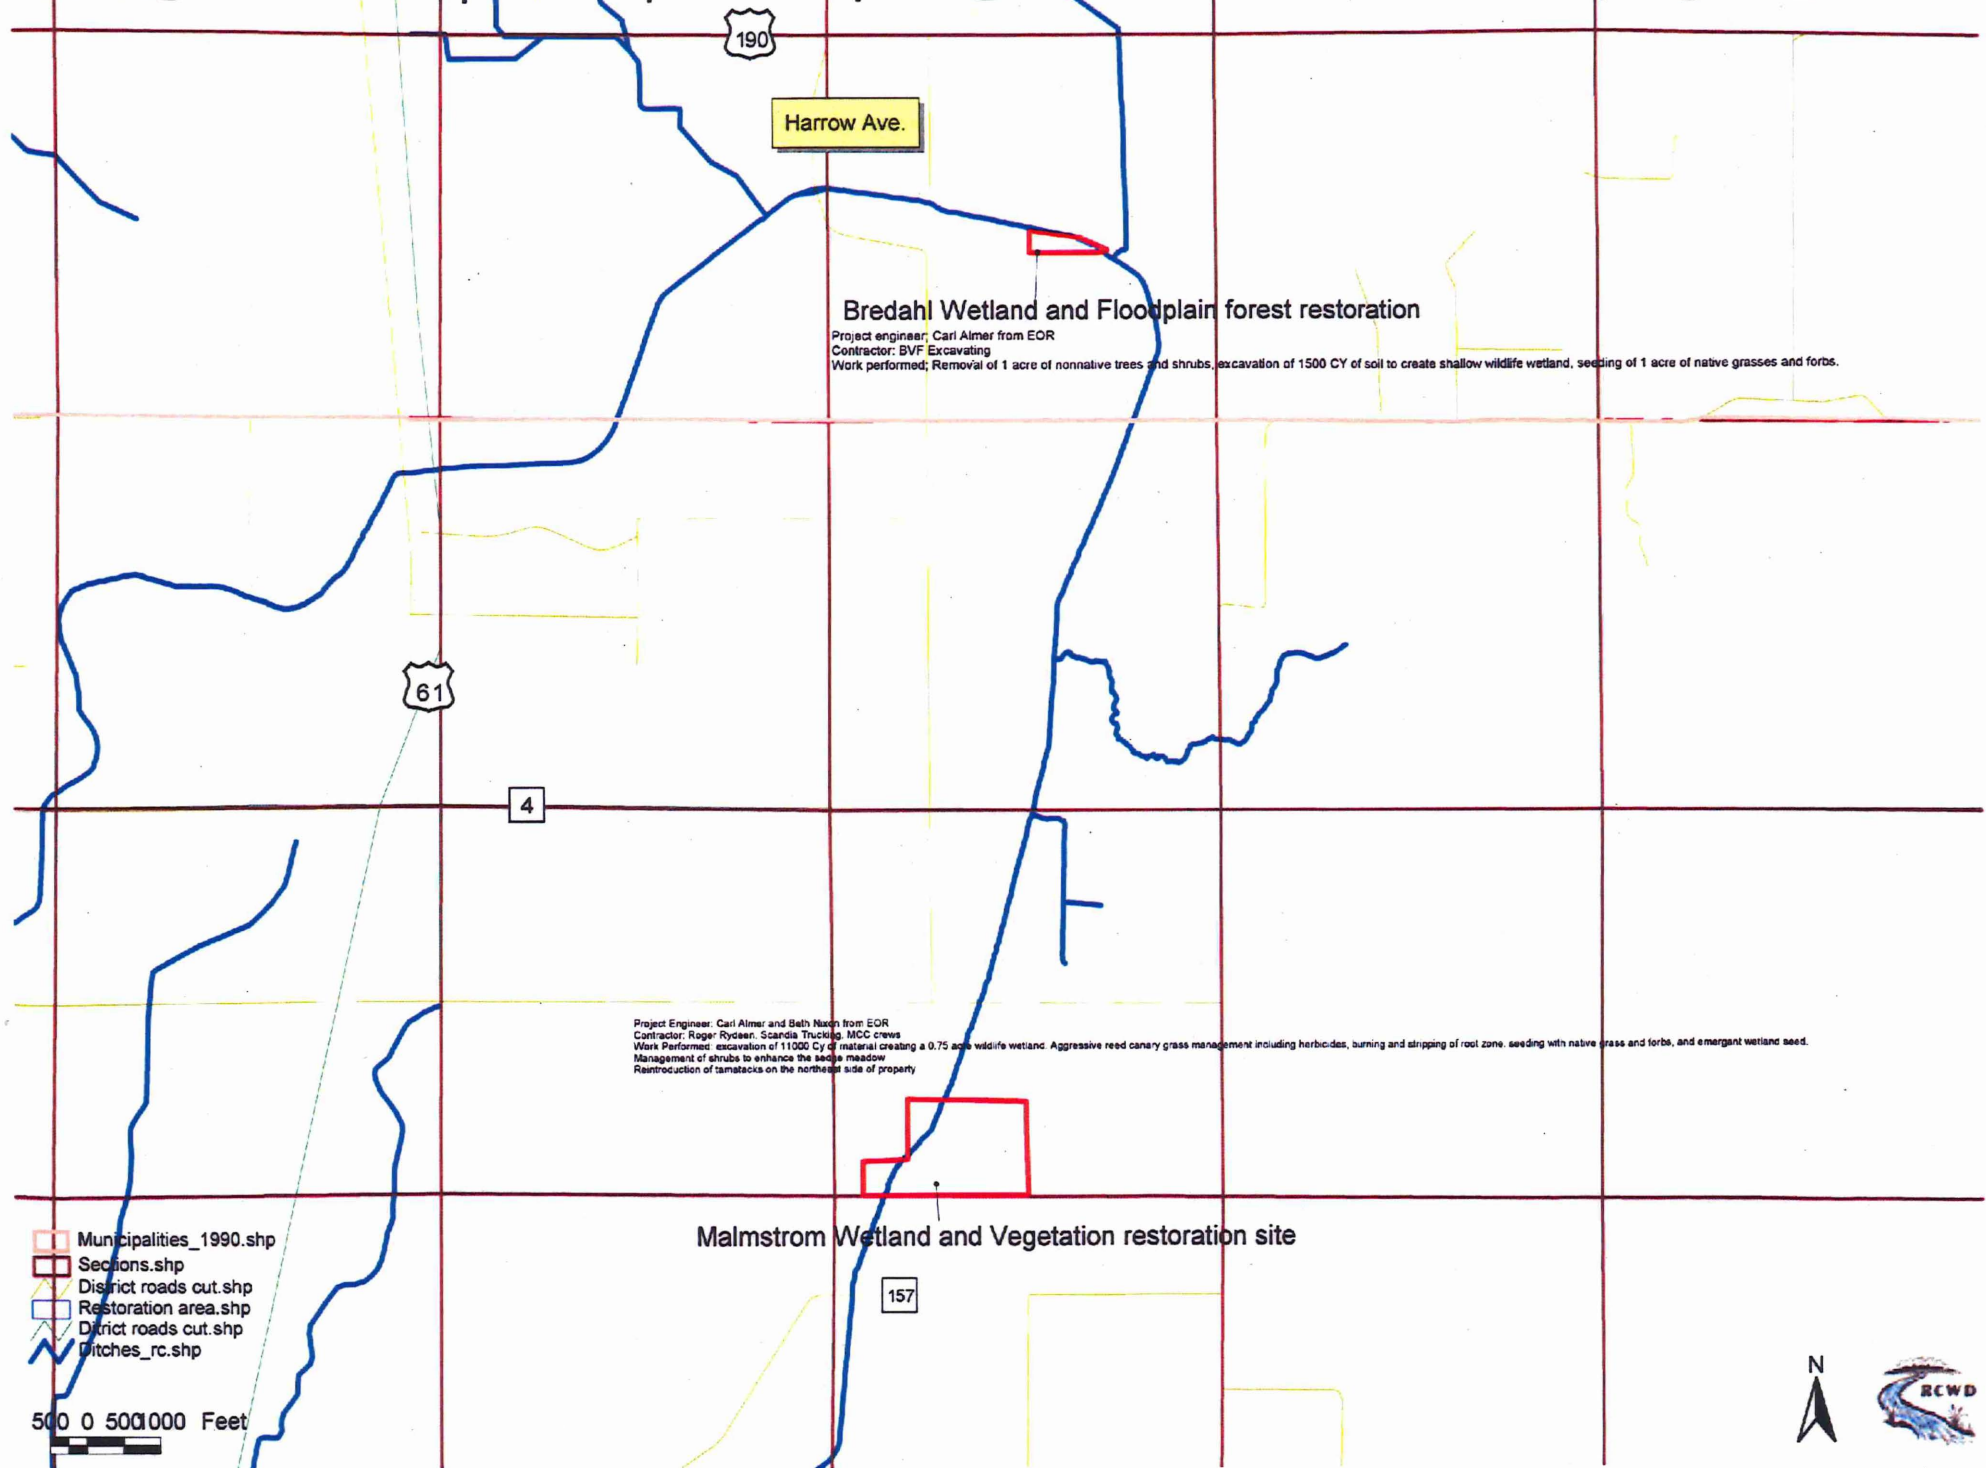 190
Harrow Ave.
Bredahl Wetland and Floodplain forest restoration
Project engineer; Carl Almer from EOR
Contractor: BVF Excavating
Work performed; Removal of 1 acre of nonnative trees and shrubs, excavation of 1500 CY of soil to create shallow wildlife wetland, seeding of 1 acre of native grasses and forbs.
61
4
Project Engineer: Carl Almer and Beth Nixon from EOR
Contractor: Roger Rydeen, Scandia Trucking, MCC crews
Work Performed: excavation of 11000 Cy of material creating a 0.75 acre wildlife wetland. Aggressive reed canary grass management including herbicides, burning and stripping of root zone. seeding with native grass and forbs, and emergant wetland seed.
Management of shrubs to enhance the sedge meadow
Reintroduction of tamatacks on the northeast side of property
Malmstrom Wetland and Vegetation restoration site
157
Municipalities_1990.shp
Sections.shp
District roads cut.shp
Restoration area.shp
Ditrict roads cut.shp
Ditches_rc.shp
500 0 5001000 Feet
N
RCWD